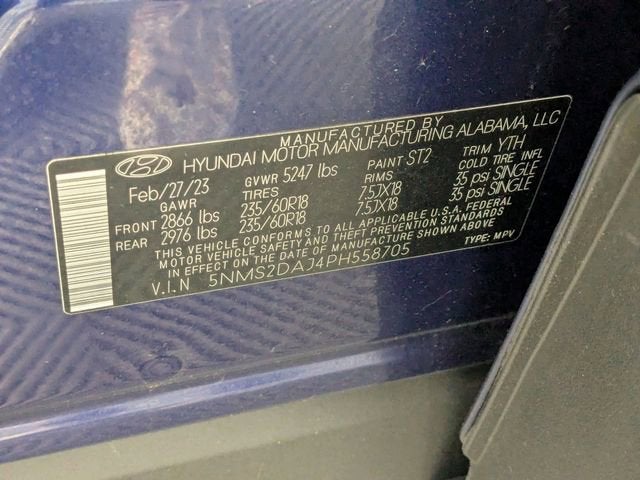 MANUFACTURED BY
HYUNDAI MOTOR MANUFACTURING ALABAMA, LLC
Feb/27/23 GVWR 5247 lbs PAINT ST2 TRIM YTH
GAWR TIRES RIMS COLD TIRE INFL
FRONT 2866 lbs 235/60R18 7.5JX18 35 psi SINGLE
REAR 2976 lbs 235/60R18 7.5JX18 35 psi SINGLE
THIS VEHICLE CONFORMS TO ALL APPLICABLE U.S.A. FEDERAL
MOTOR VEHICLE SAFETY AND THEFT PREVENTION STANDARDS
IN EFFECT ON THE DATE OF MANUFACTURE SHOWN ABOVE
V.I.N 5NMS2DAJ4PH558705 TYPE: MPV